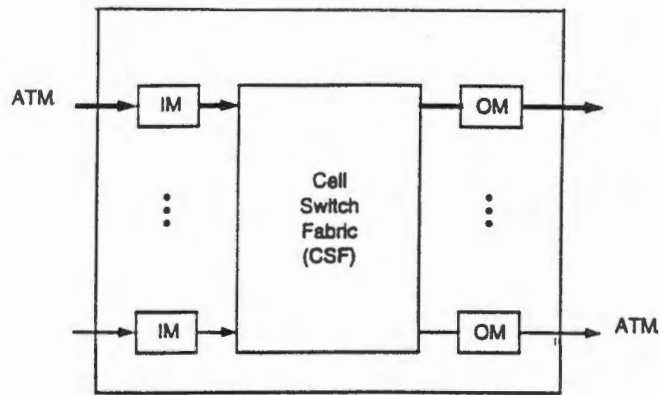 ATM
IM
OM
Cell
Switch
Fabric
(CSF)
IM
OM
ATM